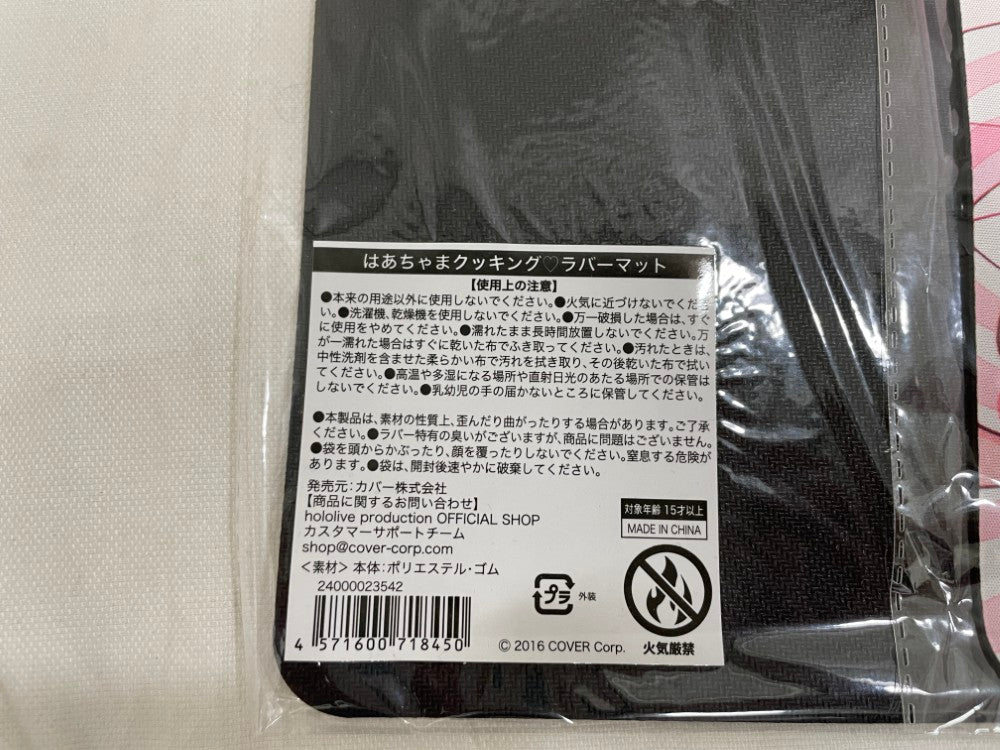 はあちゃまクッキング♡ラバーマット
【使用上の注意】
●本来の用途以外に使用しないでください。●火気に近づけないでくださ
い。●洗濯機、乾燥機を使用しないでください。●万一破損した場合は、すぐ
に使用をやめてください。●濡れたまま長時間放置しないでください。万
が一濡れた場合はすぐに乾いた布でふき取ってください。●汚れたときは、
中性洗剤を含ませた柔らかい布で汚れを拭き取り、その後乾いた布で拭い
てください。●高温や多湿になる場所や直射日光のあたる場所での保管は
しないでください。●乳幼児の手の届かないところに保管してください。
●本製品は、素材の性質上、歪んだり曲がったりする場合があります。ご了承
ください。●ラバー特有の臭いがございますが、商品に問題はございません。
●袋を頭からかぶったり、顔を覆ったりしないでください。窒息する危険が
あります。●袋は、開封後速やかに破棄してください。
発売元：カバー株式会社
【商品に関するお問い合わせ】
hololive production OFFICIAL SHOP
カスタマーサポートチーム
shop@cover-corp.com
＜素材＞本体：ポリエステル・ゴム
24000023542
4 571600 718450
対象年齢 15才以上
MADE IN CHINA
プラ 外装
© 2016 COVER Corp.
火気厳禁